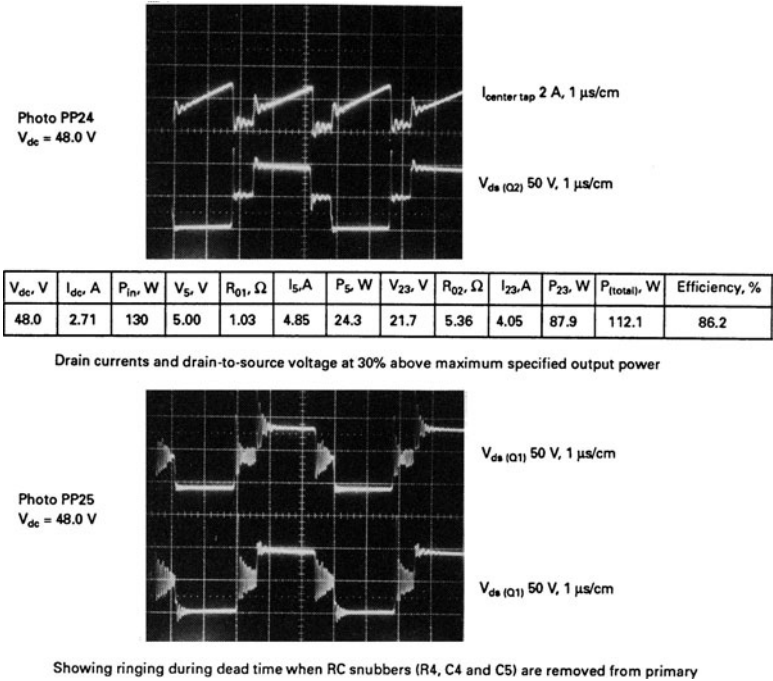 Photo PP24
V_dc = 48.0 V
I_center tap 2 A, 1 μs/cm
V_ds (Q2) 50 V, 1 μs/cm
V_dc, V I_dc, A P_in, W V_5, V R_01, Ω I_5,A P_5, W V_23, V R_02, Ω I_23,A P_23, W P_(total), W Efficiency, %
48.0 2.71 130 5.00 1.03 4.85 24.3 21.7 5.36 4.05 87.9 112.1 86.2
Drain currents and drain-to-source voltage at 30% above maximum specified output power
Photo PP25
V_dc = 48.0 V
V_ds (Q1) 50 V, 1 μs/cm
V_ds (Q1) 50 V, 1 μs/cm
Showing ringing during dead time when RC snubbers (R4, C4 and C5) are removed from primary